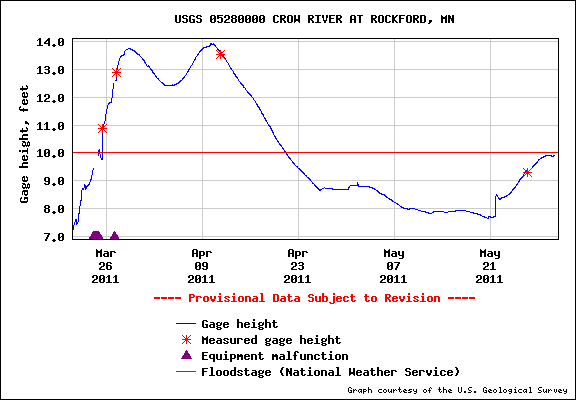 USGS 05280000 CROW RIVER AT ROCKFORD, MN
Gage height, feet
14.0
13.0
12.0
11.0
10.0
9.0
8.0
7.0
Mar 26 2011
Apr 09 2011
Apr 23 2011
May 07 2011
May 21 2011
---- Provisional Data Subject to Revision ----
Gage height
Measured gage height
Equipment malfunction
Floodstage (National Weather Service)
Graph courtesy of the U.S. Geological Survey